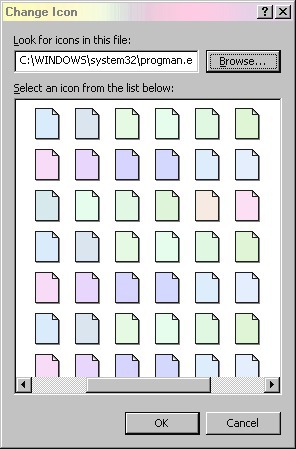 Change Icon
Look for icons in this file:
C:\WINDOWS\system32\progman.e
Browse...
Select an icon from the list below:
OK
Cancel